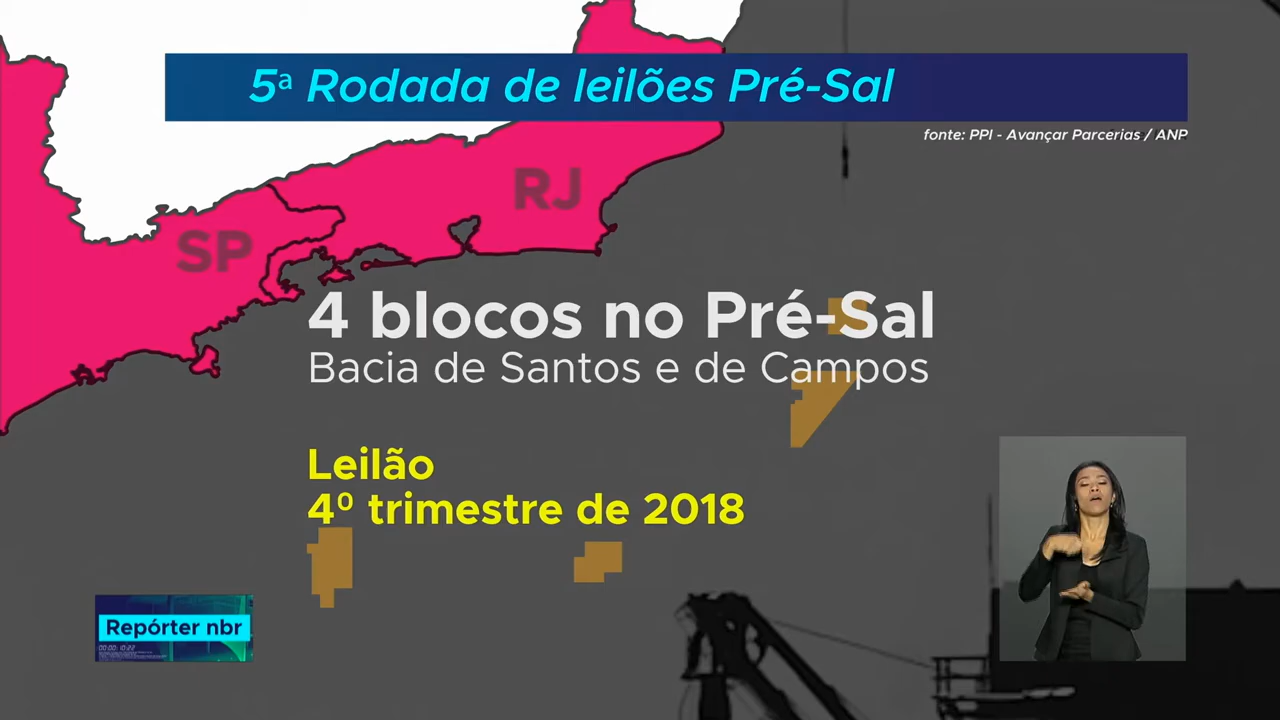 5ª Rodada de leilões Pré-Sal
fonte: PPI - Avançar Parcerias / ANP
RJ
SP
4 blocos no Pré-Sal
Bacia de Santos e de Campos
Leilão
4º trimestre de 2018
Repórter nbr